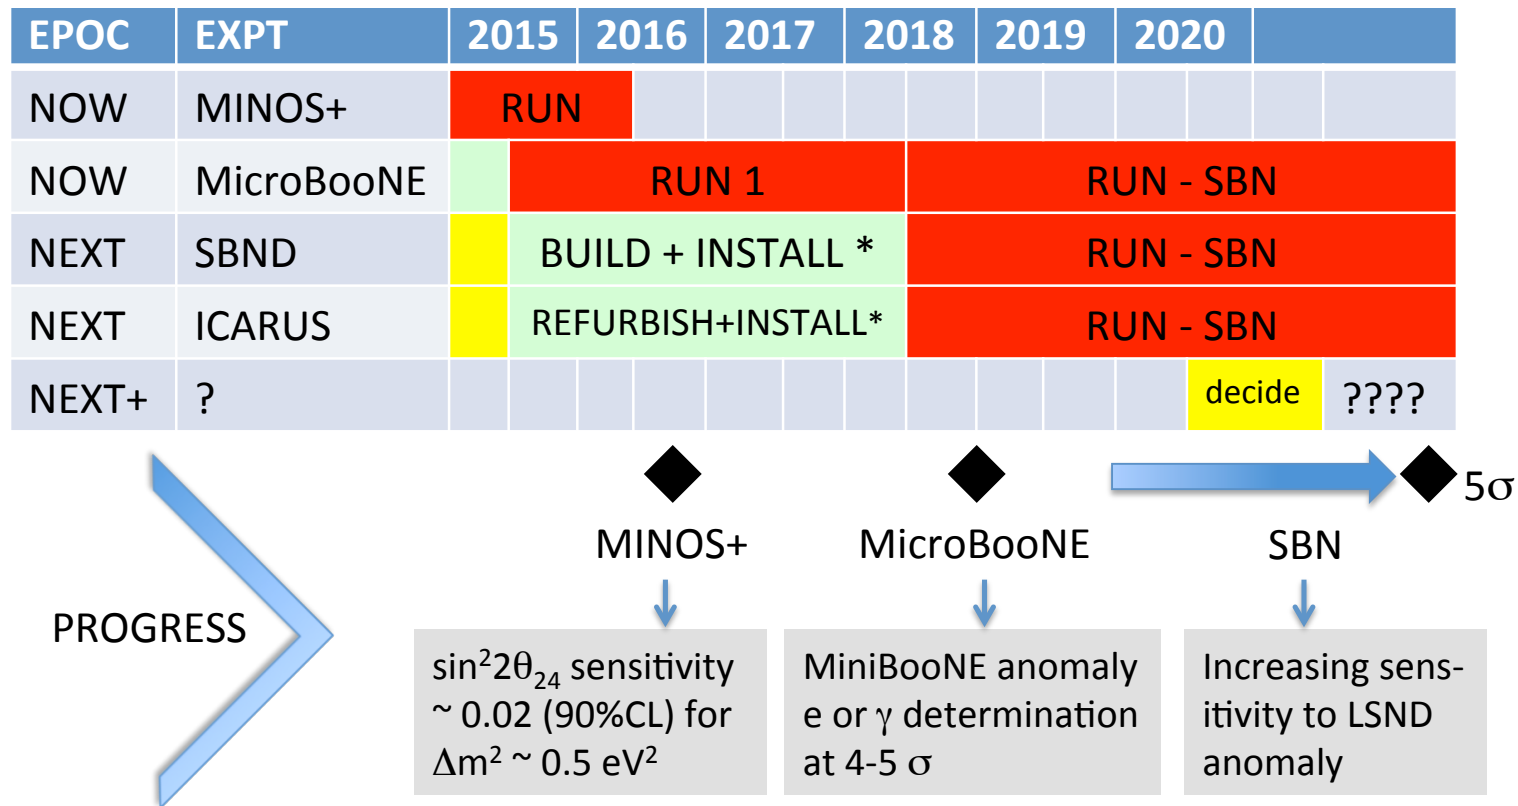 EPOC EXPT 2015 2016 2017 2018 2019 2020
NOW MINOS+ RUN
NOW MicroBooNE RUN 1 RUN - SBN
NEXT SBND BUILD + INSTALL * RUN - SBN
NEXT ICARUS REFURBISH+INSTALL* RUN - SBN
NEXT+ ? decide ????
5σ
MINOS+ MicroBooNE SBN
PROGRESS
sin²2θ₂₄ sensitivity
~ 0.02 (90%CL) for
Δm² ~ 0.5 eV²
MiniBooNE anomaly
e or γ determination
at 4-5 σ
Increasing sens-
itivity to LSND
anomaly